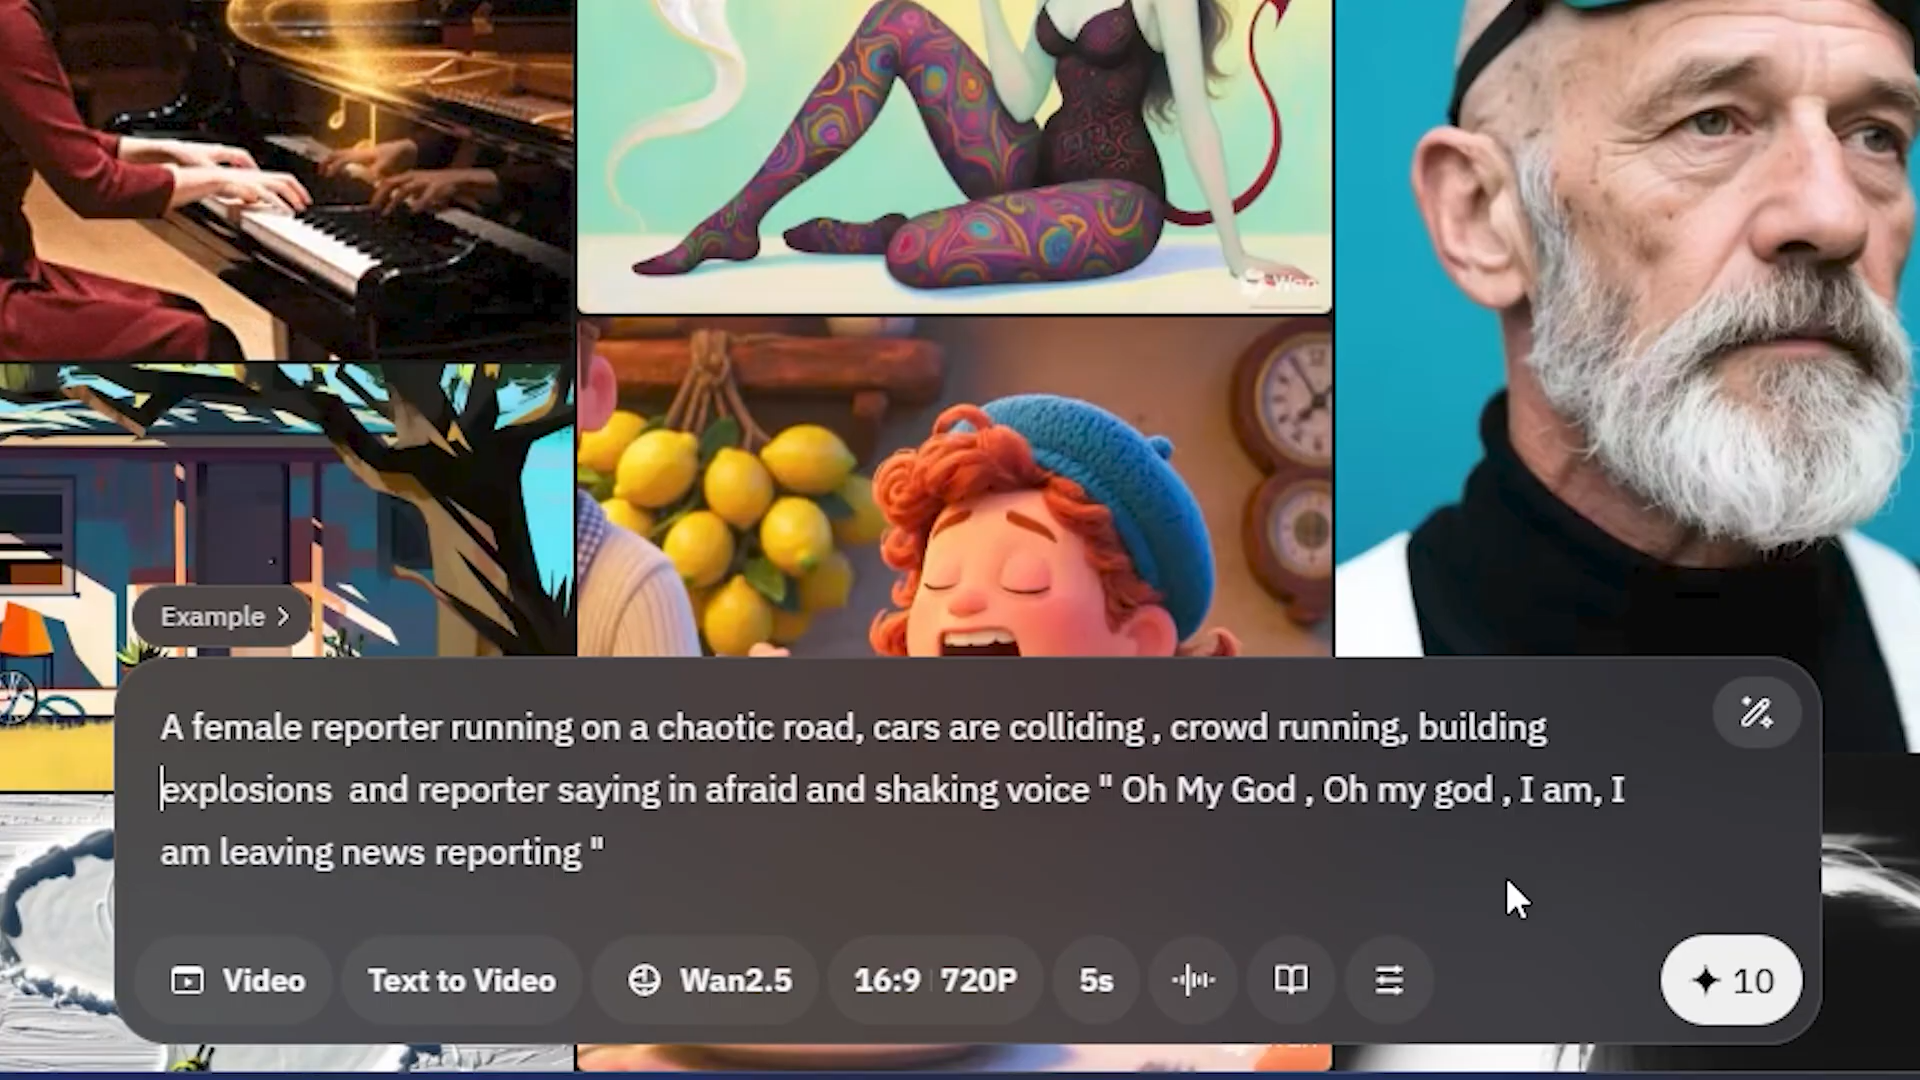 Wan
Example >
A female reporter running on a chaotic road, cars are colliding , crowd running, building
explosions  and reporter saying in afraid and shaking voice " Oh My God , Oh my god , I am, I
am leaving news reporting "
Video
Text to Video
Wan2.5
16:9 | 720P
5s
10